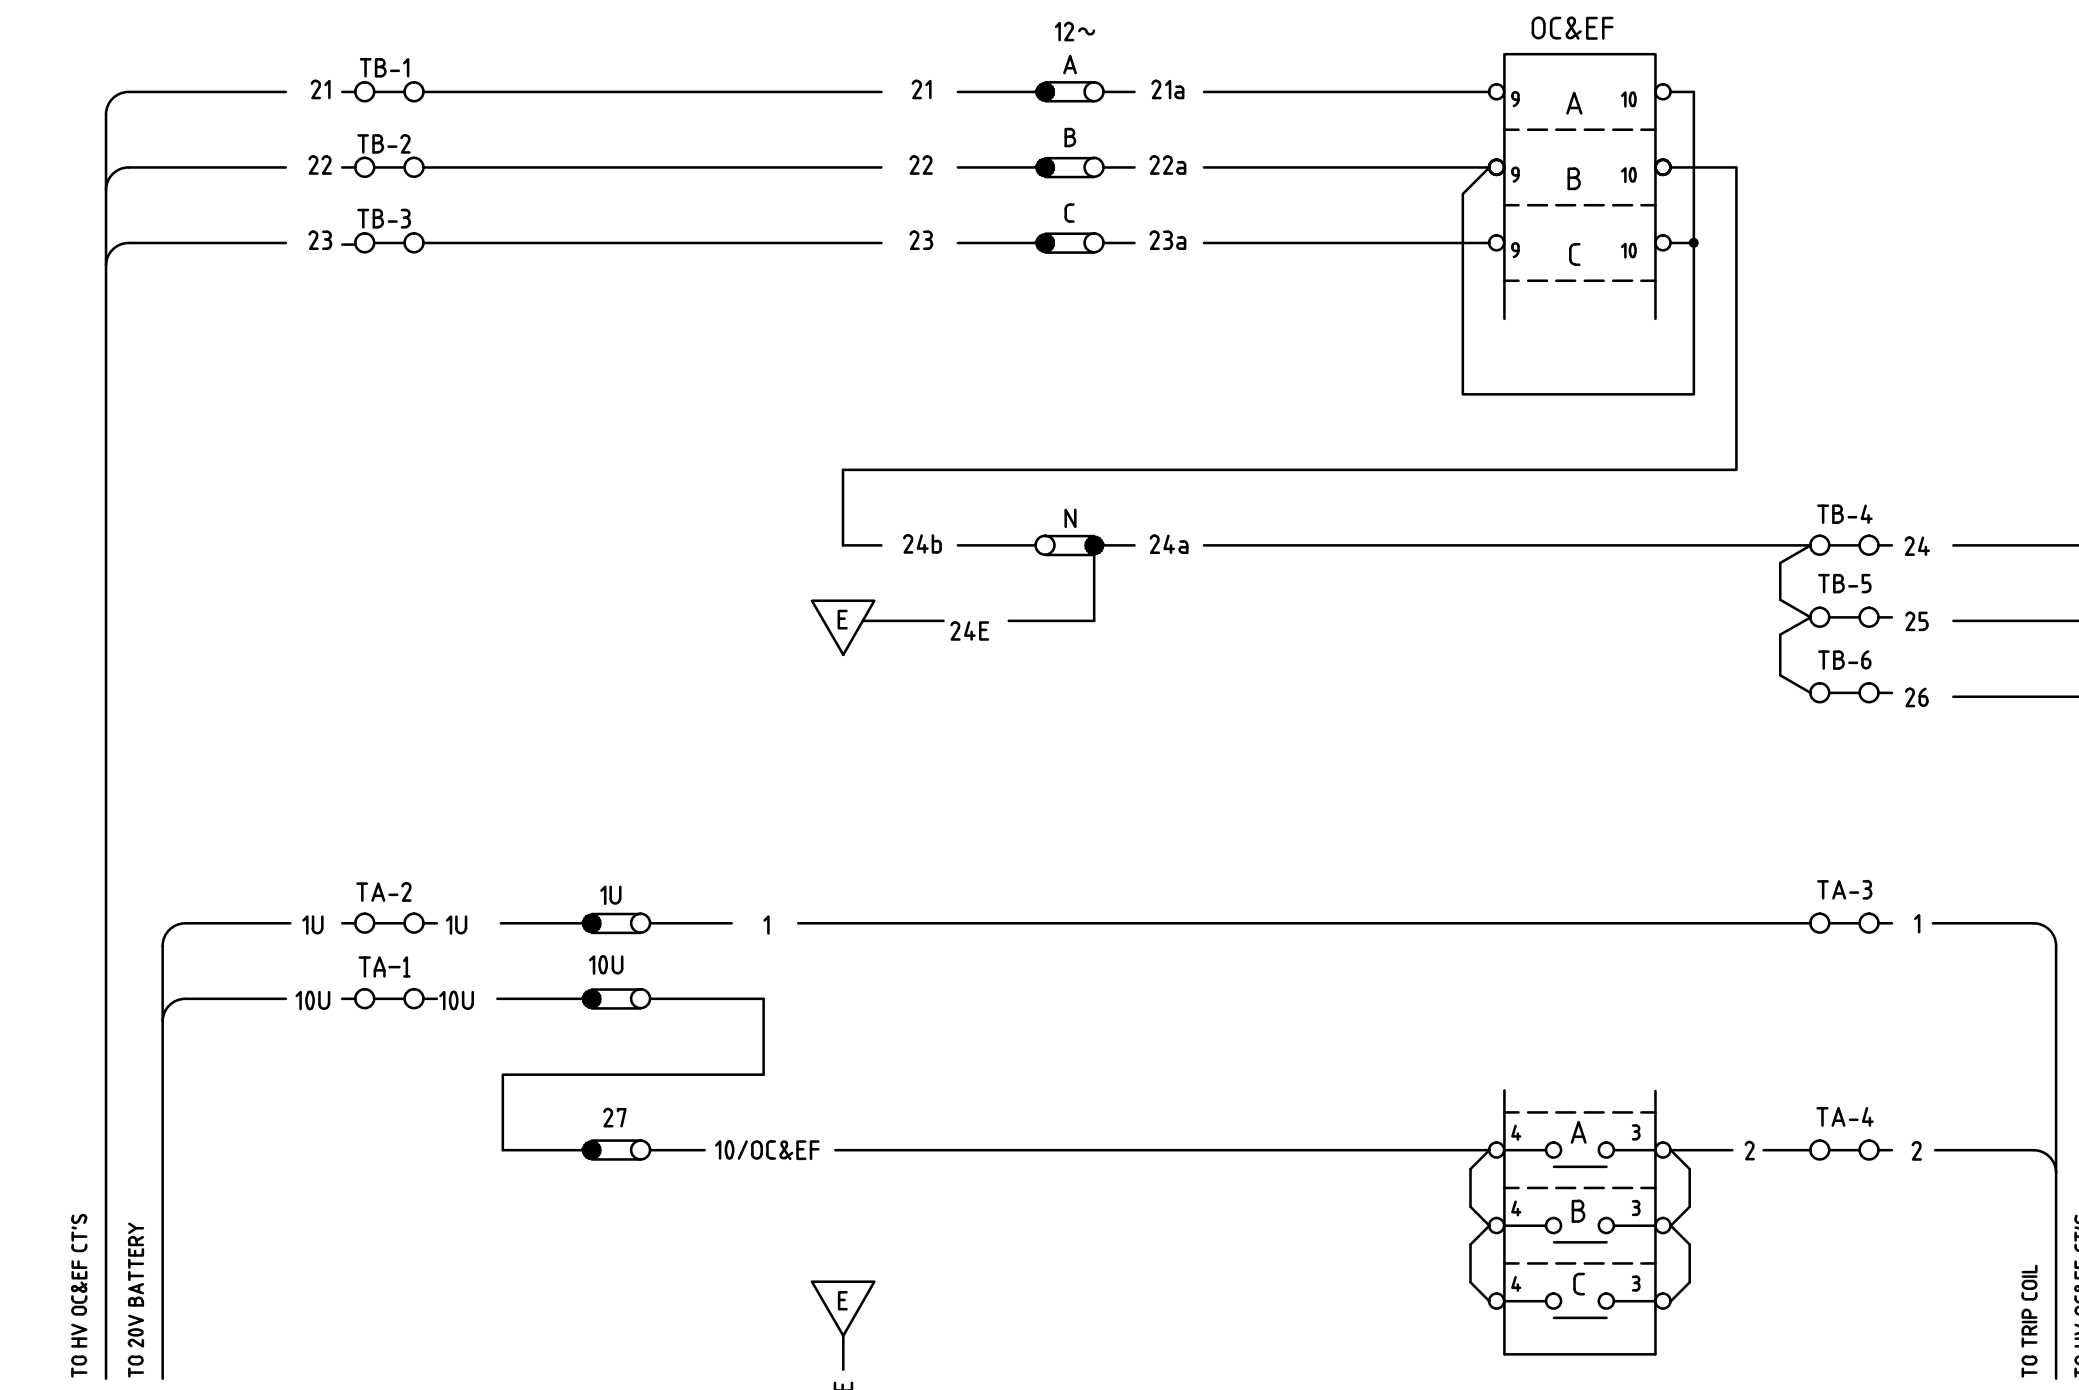 OC&EF
12~
A
TB-1
21
21
21a
9 A 10
B
TB-2
22
22
22a
9 B 10
C
TB-3
23
23
23a
9 C 10
N
24b
24a
TB-4
24
E
24E
TB-5
25
TB-6
26
TA-2
1U
1U
1U
1
TA-3
1
TA-1
10U
10U
10U
27
10/OC&EF
4 A 3
2
TA-4
2
4 B 3
4 C 3
E
E
TO HV OC&EF CT'S
TO 20V BATTERY
TO TRIP COIL